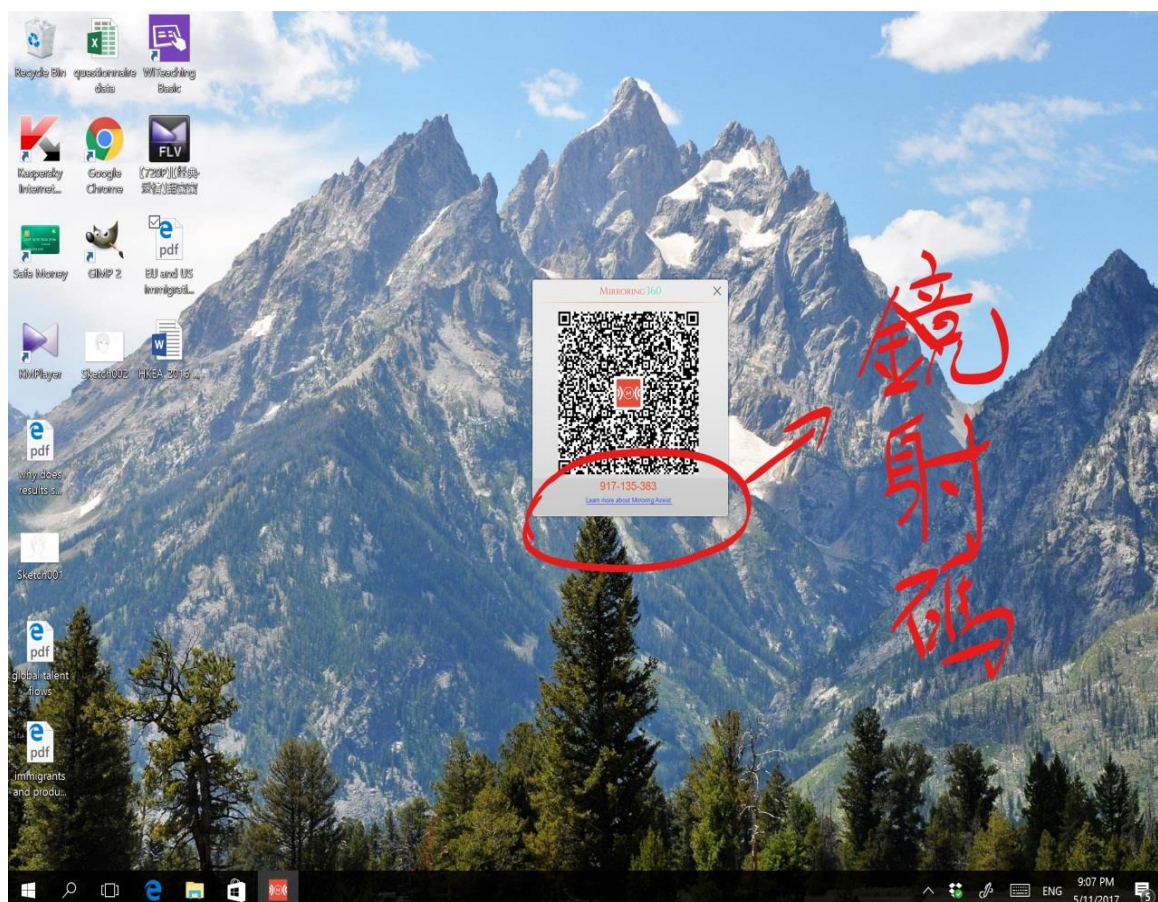 Recycle Bin
questionnaire data
WiTeaching Basic
Kaspersky Internet...
Google Chrome
FLV
Safe Money
GIMP 2
pdf
EU and US immigrati...
KMPlayer
Sketch002
HKEA_2016 ...
pdf
why does results s...
Sketch001
pdf
global talent flows
pdf
immigrants and produ...
MIRRORING360
917-135-383
Learn more about Mirroring Assist.
鏡射碼
ENG
9:07 PM
5/11/2017